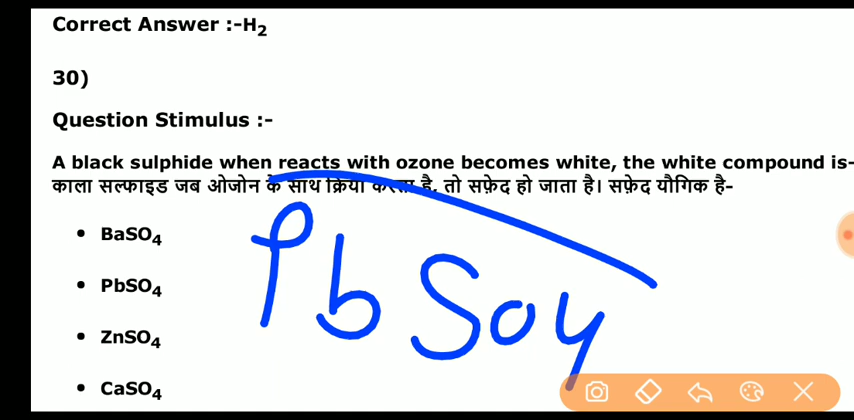 Correct Answer :-H₂
30)
Question Stimulus :-
A black sulphide when reacts with ozone becomes white, the white compound is-
काला सल्फाइड जब ओजोन के साथ क्रिया करता है, तो सफ़ेद हो जाता है। सफ़ेद यौगिक है-
• BaSO₄
• PbSO₄
• ZnSO₄
• CaSO₄
PbSO4